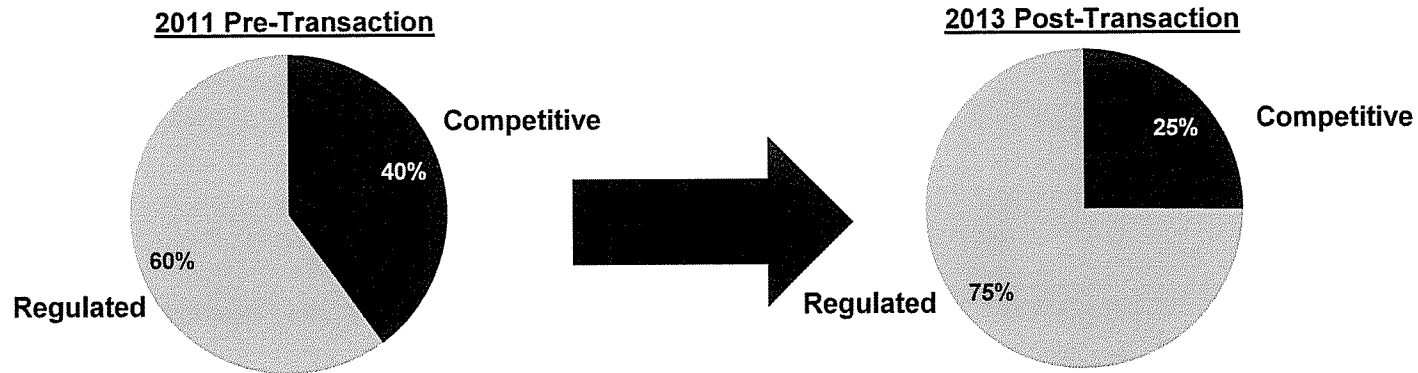 2011 Pre-Transaction
Competitive
40%
60%
Regulated
2013 Post-Transaction
25%
Competitive
75%
Regulated